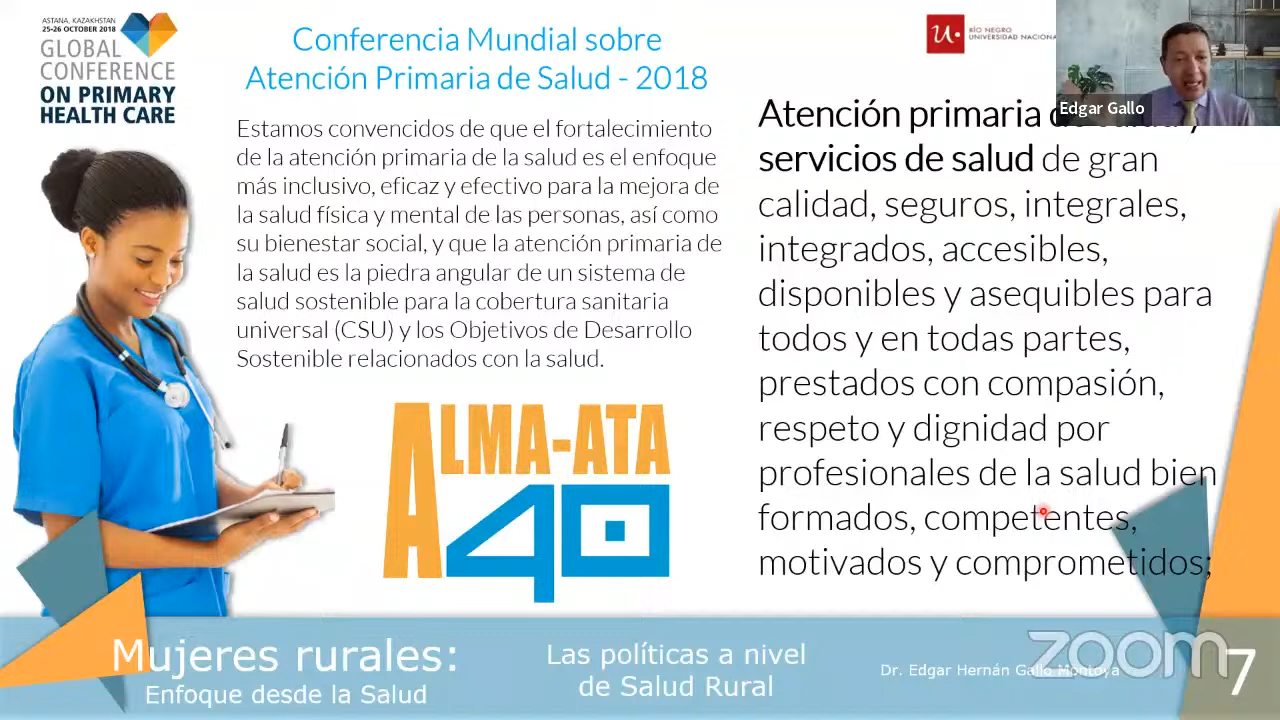 ASTANA, KAZAKHSTAN
25-26 OCTOBER 2018
GLOBAL
CONFERENCE
ON PRIMARY
HEALTH CARE
Conferencia Mundial sobre
Atención Primaria de Salud - 2018
Estamos convencidos de que el fortalecimiento
de la atención primaria de la salud es el enfoque
más inclusivo, eficaz y efectivo para la mejora de
la salud física y mental de las personas, así como
su bienestar social, y que la atención primaria de
la salud es la piedra angular de un sistema de
salud sostenible para la cobertura sanitaria
universal (CSU) y los Objetivos de Desarrollo
Sostenible relacionados con la salud.
ALMA-ATA
40
u.
RÍO NEGRO
UNIVERSIDAD NACIONA
Edgar Gallo
Atención primaria
servicios de salud de gran
calidad, seguros, integrales,
integrados, accesibles,
disponibles y asequibles para
todos y en todas partes,
prestados con compasión,
respeto y dignidad por
profesionales de la salud bien
formados, competentes,
motivados y comprometidos;
Mujeres rurales:
Enfoque desde la Salud
Las políticas a nivel
de Salud Rural
Dr. Edgar Hernán Gallo Montoya
zoom
7